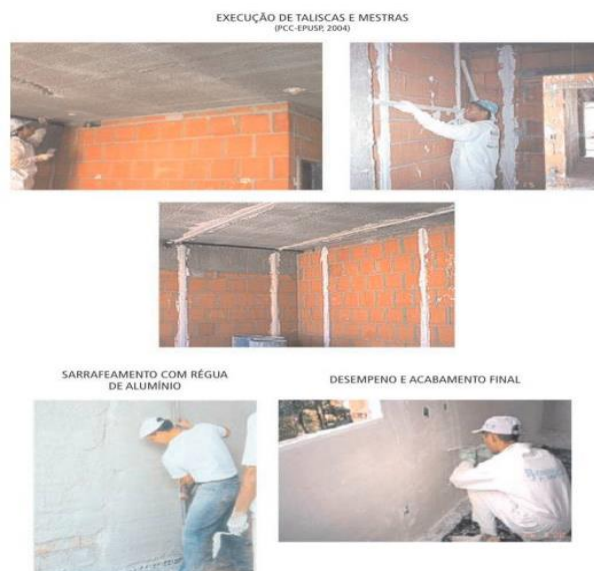 EXECUÇÃO DE TALISCAS E MESTRAS
(PCC-EPUSP, 2004)
SARRAFEAMENTO COM RÉGUA
DE ALUMÍNIO
DESEMPENO E ACABAMENTO FINAL